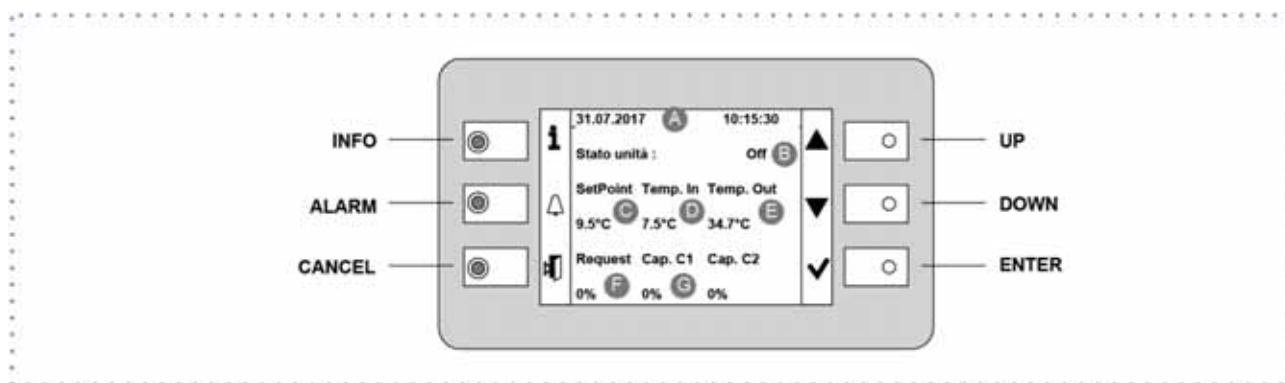 31.07.2017 A 10:15:30
INFO i UP
Stato unità : Off B
SetPoint Temp. In Temp. Out
ALARM DOWN
9.5°C C 7.5°C D 34.7°C E
CANCEL Request Cap. C1 Cap. C2 ENTER
0% F 0% G 0%